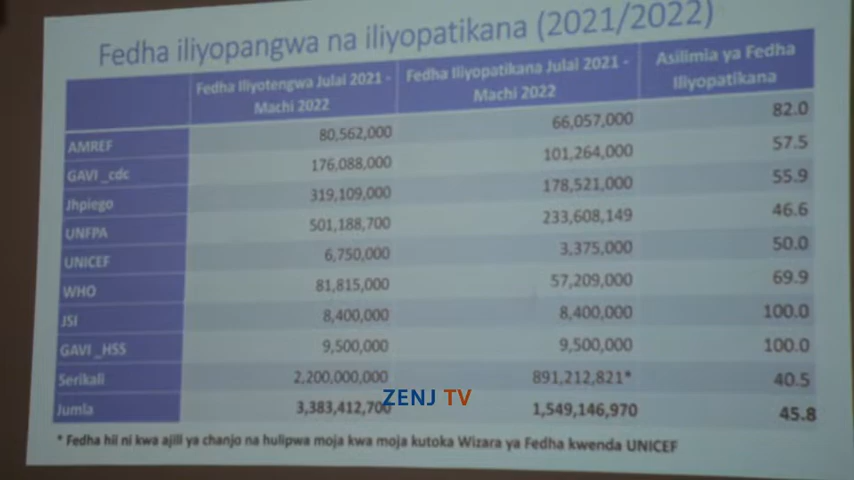 Fedha iliyopangwa na iliyopatikana (2021/2022)
Fedha Iliyotengwa Julai 2021 - Machi 2022 Fedha Iliyopatikana Julai 2021 - Machi 2022 Asilimia ya Fedha Iliyopatikana
AMREF 80,562,000 66,057,000 82.0
GAVI_cdc 176,088,000 101,264,000 57.5
Jhpiego 319,109,000 178,521,000 55.9
UNFPA 501,188,700 233,608,149 46.6
UNICEF 6,750,000 3,375,000 50.0
WHO 81,815,000 57,209,000 69.9
JSI 8,400,000 8,400,000 100.0
GAVI_HSS 9,500,000 9,500,000 100.0
Serikali 2,200,000,000 891,212,821* 40.5
Jumla 3,383,412,700 1,549,146,970 45.8
* Fedha hii ni kwa ajili ya chanjo na hulipwa moja kwa moja kutoka Wizara ya Fedha kwenda UNICEF
ZENJ TV